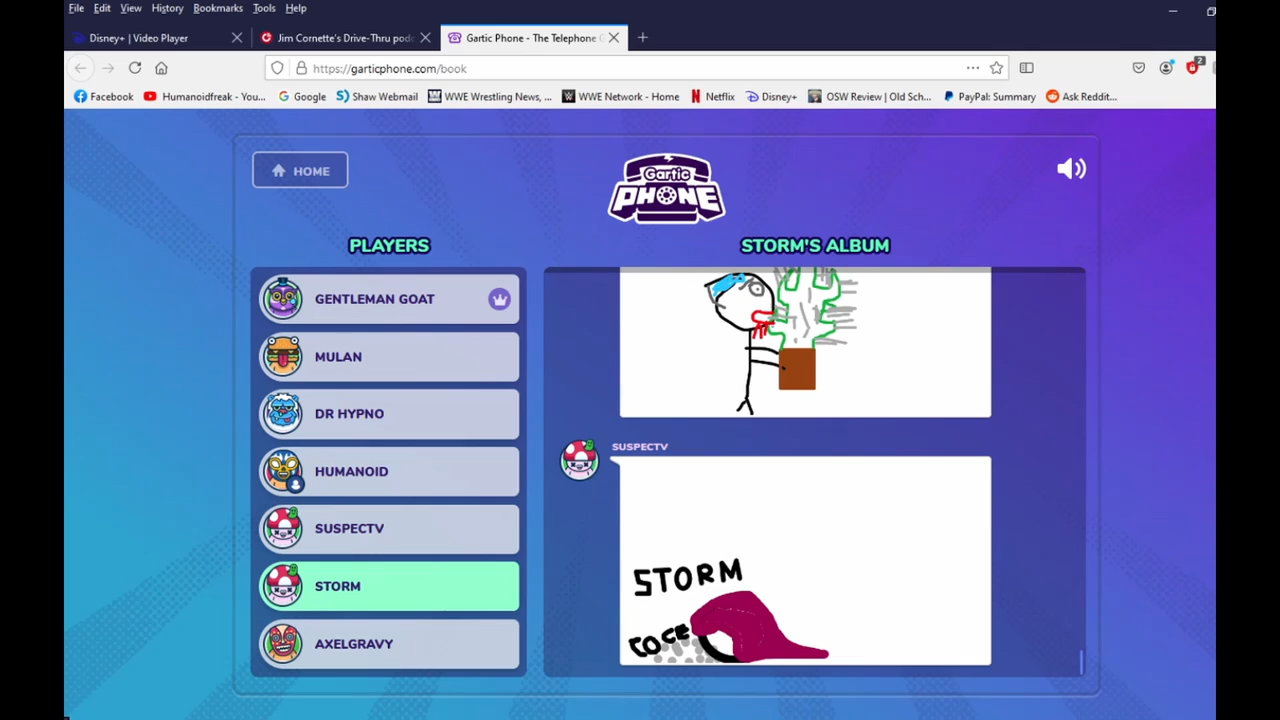 File Edit View History Bookmarks Tools Help
Disney+ | Video Player
Jim Cornette's Drive-Thru pod
Gartic Phone - The Telephone G
https://garticphone.com/book
2
Facebook
Humanoidfreak - You...
Google
Shaw Webmail
WWE Wrestling News, ...
WWE Network - Home
Netflix
Disney+
OSW Review | Old Sch...
PayPal: Summary
Ask Reddit...
HOME
Gartic
PHONE
PLAYERS
STORM'S ALBUM
GENTLEMAN GOAT
MULAN
DR HYPNO
HUMANOID
SUSPECTV
STORM
AXELGRAVY
SUSPECTV
STORM